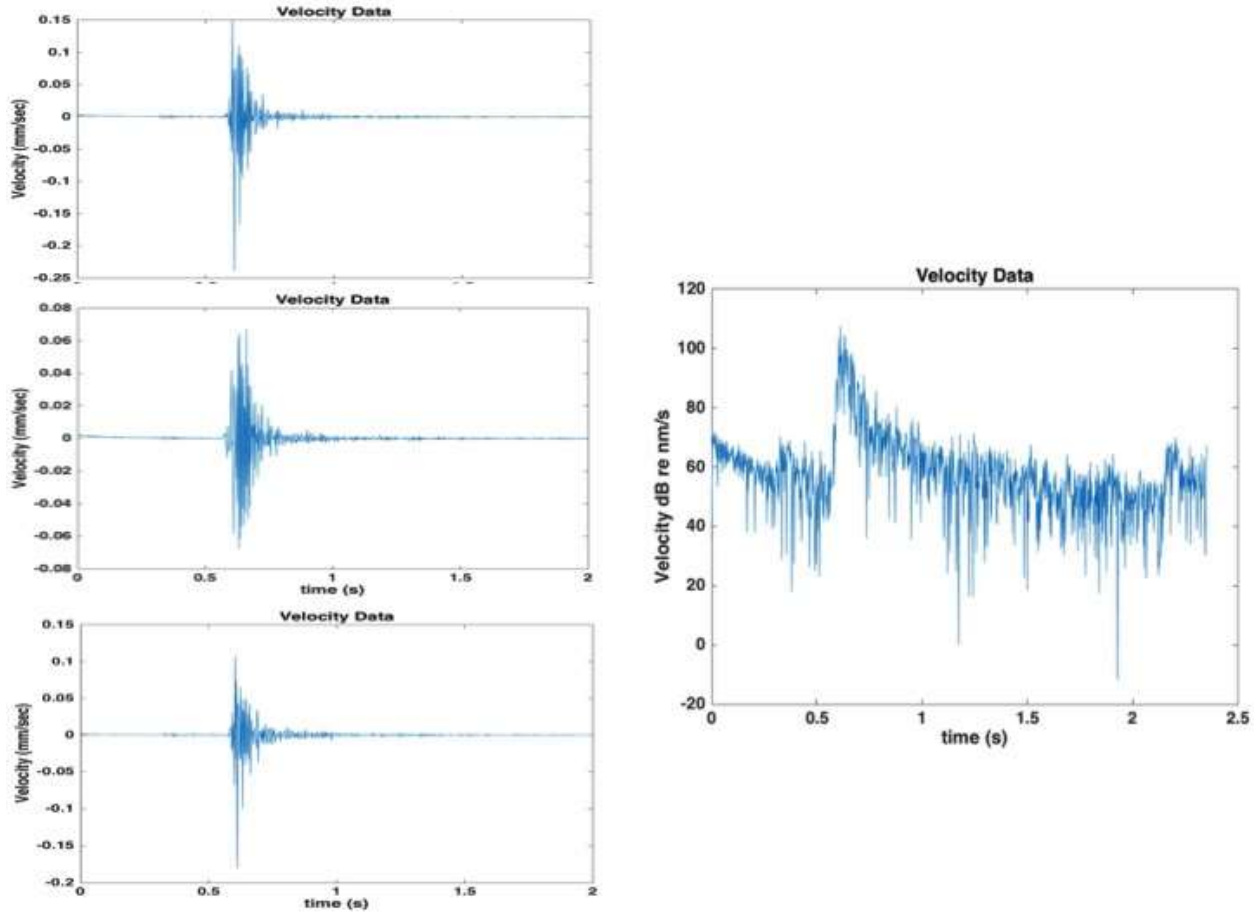 Velocity Data
0.15
0.1
0.05
0
-0.05
-0.1
-0.15
-0.2
-0.25
Velocity (mm/sec)
Velocity Data
0.08
0.06
0.04
0.02
0
-0.02
-0.04
-0.06
-0.08
Velocity (mm/sec)
0 0.5 1 1.5 2
time (s)
Velocity Data
0.15
0.1
0.05
0
-0.05
-0.1
-0.15
-0.2
Velocity (mm/sec)
0 0.5 1 1.5 2
time (s)
Velocity Data
120
100
80
60
40
20
0
-20
Velocity dB re nm/s
0 0.5 1 1.5 2 2.5
time (s)